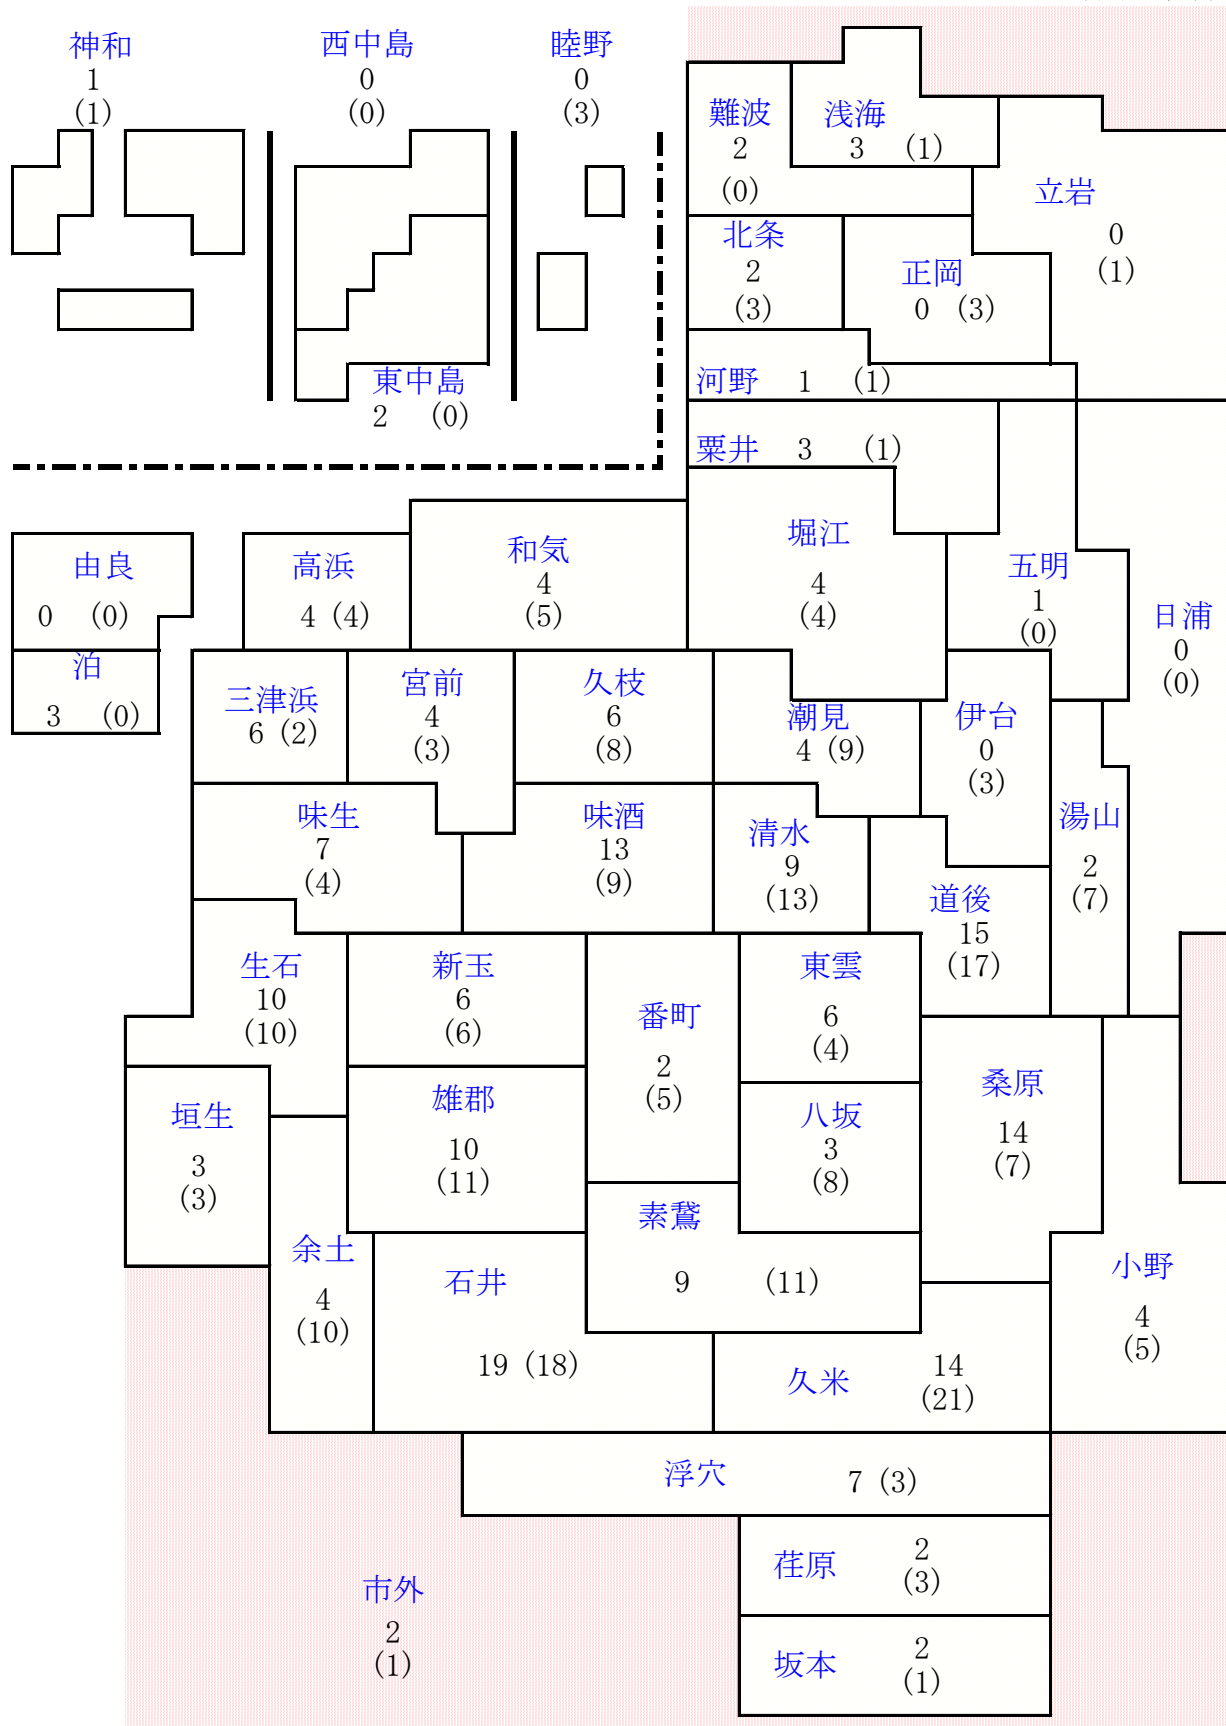 神和
1
(1)
西中島
0
(0)
睦野
0
(3)
東中島
2 (0)
難波
2
(0)
浅海
3 (1)
立岩
0
(1)
北条
2
(3)
正岡
0 (3)
河野 1 (1)
粟井 3 (1)
堀江
4
(4)
五明
1
(0)
日浦
0
(0)
由良
0 (0)
泊
3 (0)
高浜
4 (4)
和気
4
(5)
三津浜
6 (2)
宮前
4
(3)
久枝
6
(8)
潮見
4 (9)
伊台
0
(3)
湯山
2
(7)
味生
7
(4)
味酒
13
(9)
清水
9
(13)
道後
15
(17)
生石
10
(10)
新玉
6
(6)
番町
2
(5)
東雲
6
(4)
桑原
14
(7)
垣生
3
(3)
雄郡
10
(11)
八坂
3
(8)
余土
4
(10)
石井
19 (18)
素鵞
9 (11)
小野
4
(5)
久米
14
(21)
浮穴 7 (3)
荏原
2
(3)
坂本
2
(1)
市外
2
(1)